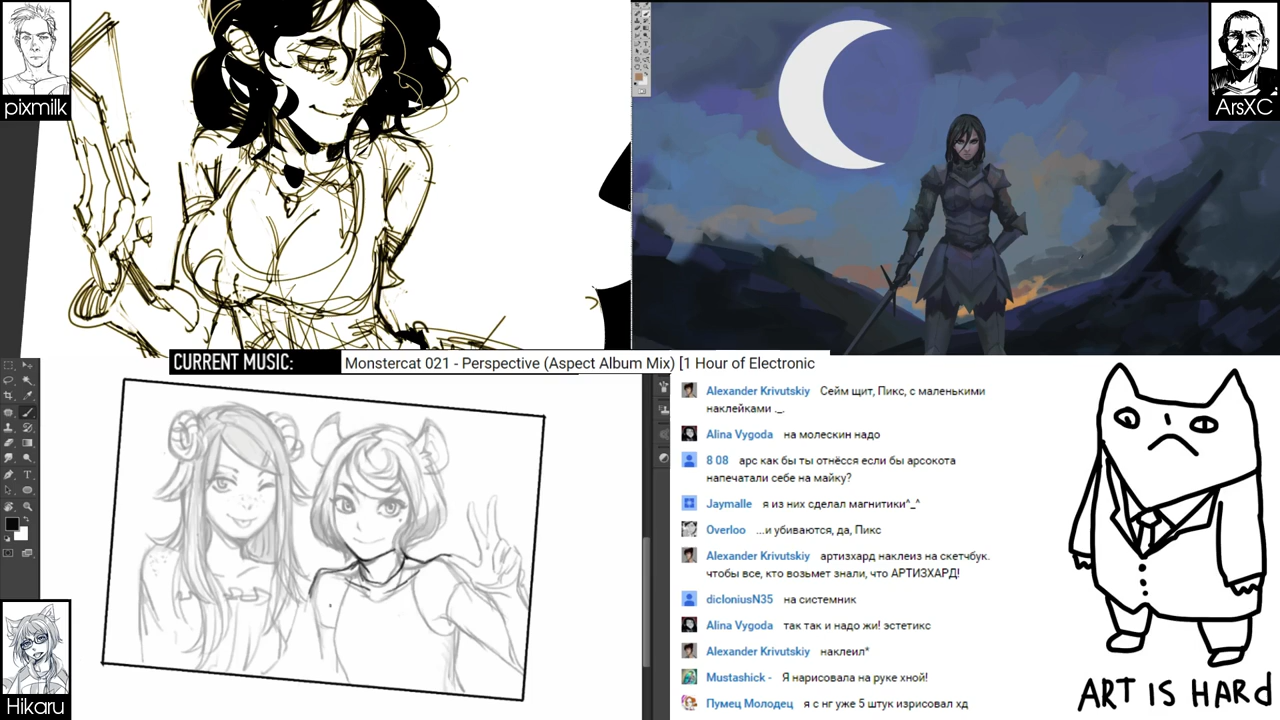 pixmilk
ArsXC
CURRENT MUSIC:
Monstercat 021 - Perspective (Aspect Album Mix) [1 Hour of Electronic
Alexander Krivutskiy Сейм щит, Пикс, с маленькими
наклейками ._.
Alina Vygoda на молескин надо
8 08 арс как бы ты отнёсся если бы арсокота
напечатали себе на майку?
Jaymalle я из них сделал магнитики^_^
Overloo ...и убиваются, да, Пикс
Alexander Krivutskiy артизхард наклеиз на скетчбук.
чтобы все, кто возьмет знали, что АРТИЗХАРД!
dicloniusN35 на системник
Alina Vygoda так так и надо жи! эстетикс
Alexander Krivutskiy наклеил*
Mustashick - Я нарисовала на руке хной!
Пумец Молодец я с нг уже 5 штук изрисовал хд
Hikaru
ART IS HARd